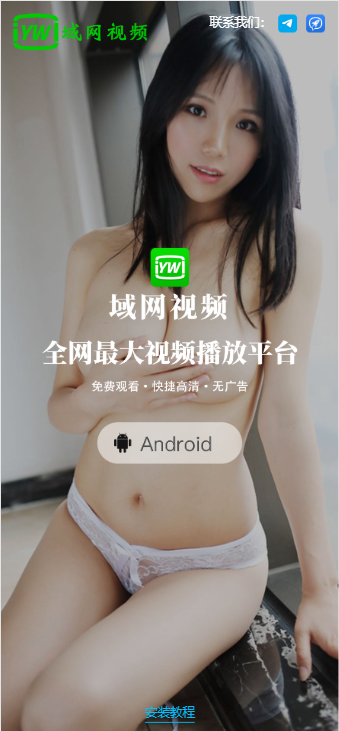 iYW 域网视频
联系我们：
iYW
域网视频
全网最大视频播放平台
免费观看 • 快捷高清 • 无广告
Android
安装教程